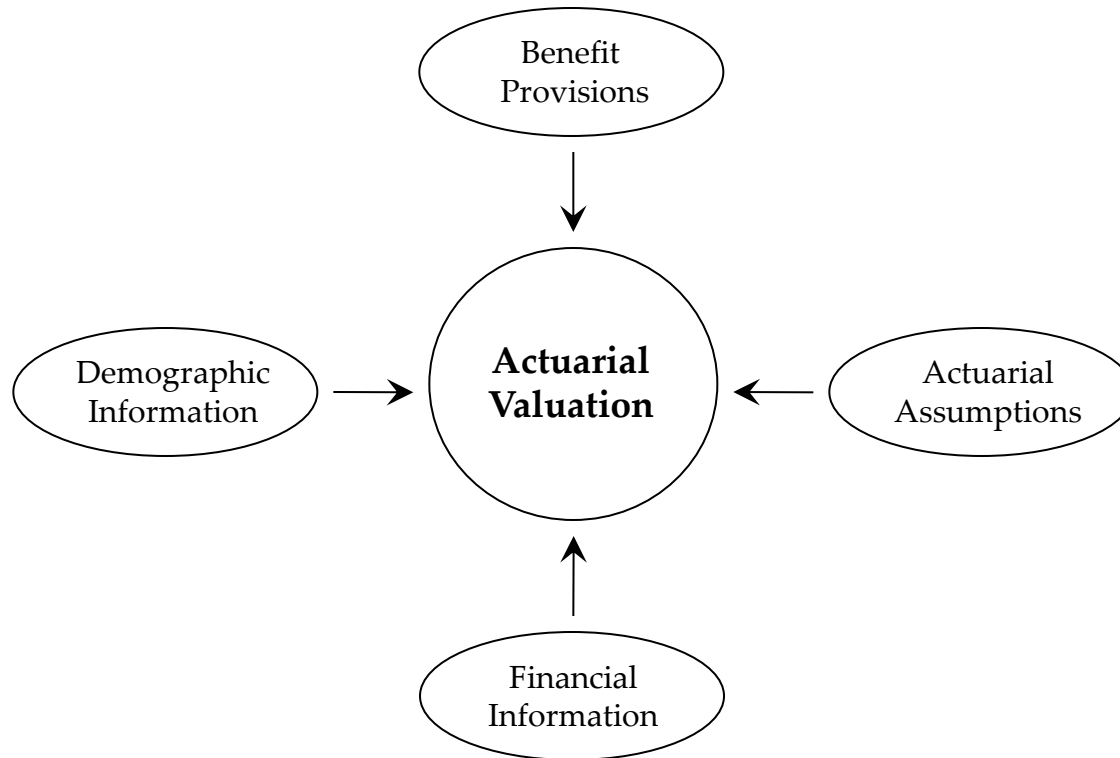 Benefit
Provisions
Demographic
Information
Actuarial
Valuation
Actuarial
Assumptions
Financial
Information